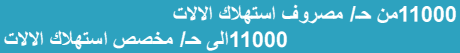 11000من حـ/ مصروف استهلاك الالات
11000الى حـ/ مخصص استهلاك الالات